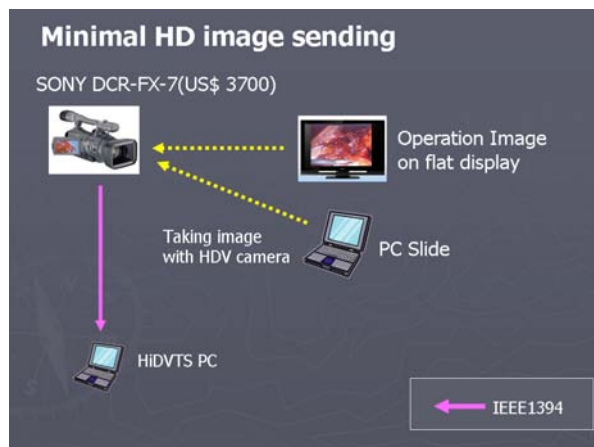 Minimal HD image sending
SONY DCR-FX-7(US$ 3700)
Operation Image
on flat display
Taking image
with HDV camera
PC Slide
HiDVTS PC
IEEE1394